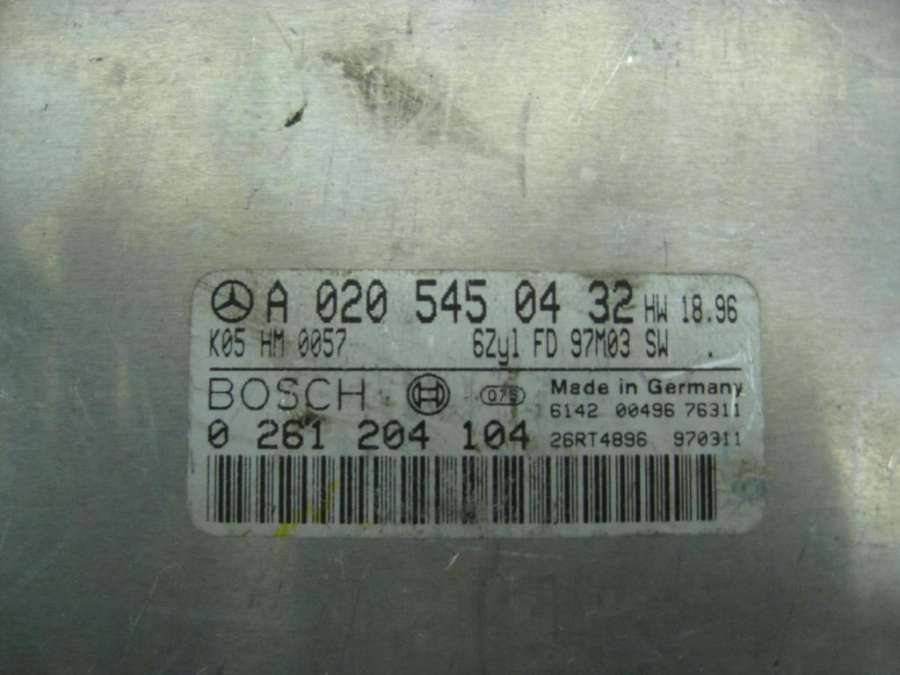 A 020 545 04 32 HW 18.96
K05 HM 0057 6Zyl FD 97M03 SW .
BOSCH 075 Made in Germany
6142 00496 76311
0 261 204 104 26RT4896 970311